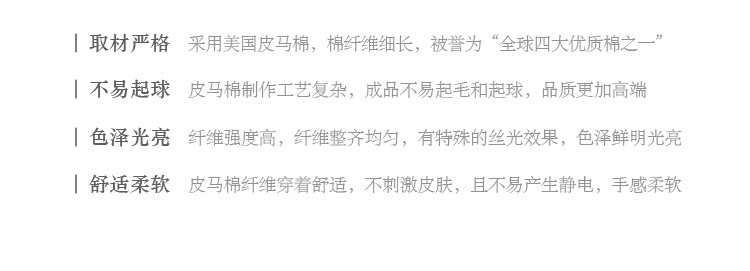 | 取材严格 采用美国皮马棉，棉纤维细长，被誉为“全球四大优质棉之一”
| 不易起球 皮马棉制作工艺复杂，成品不易起毛和起球，品质更加高端
| 色泽光亮 纤维强度高，纤维整齐均匀，有特殊的丝光效果，色泽鲜明光亮
| 舒适柔软 皮马棉纤维穿着舒适，不刺激皮肤，且不易产生静电，手感柔软